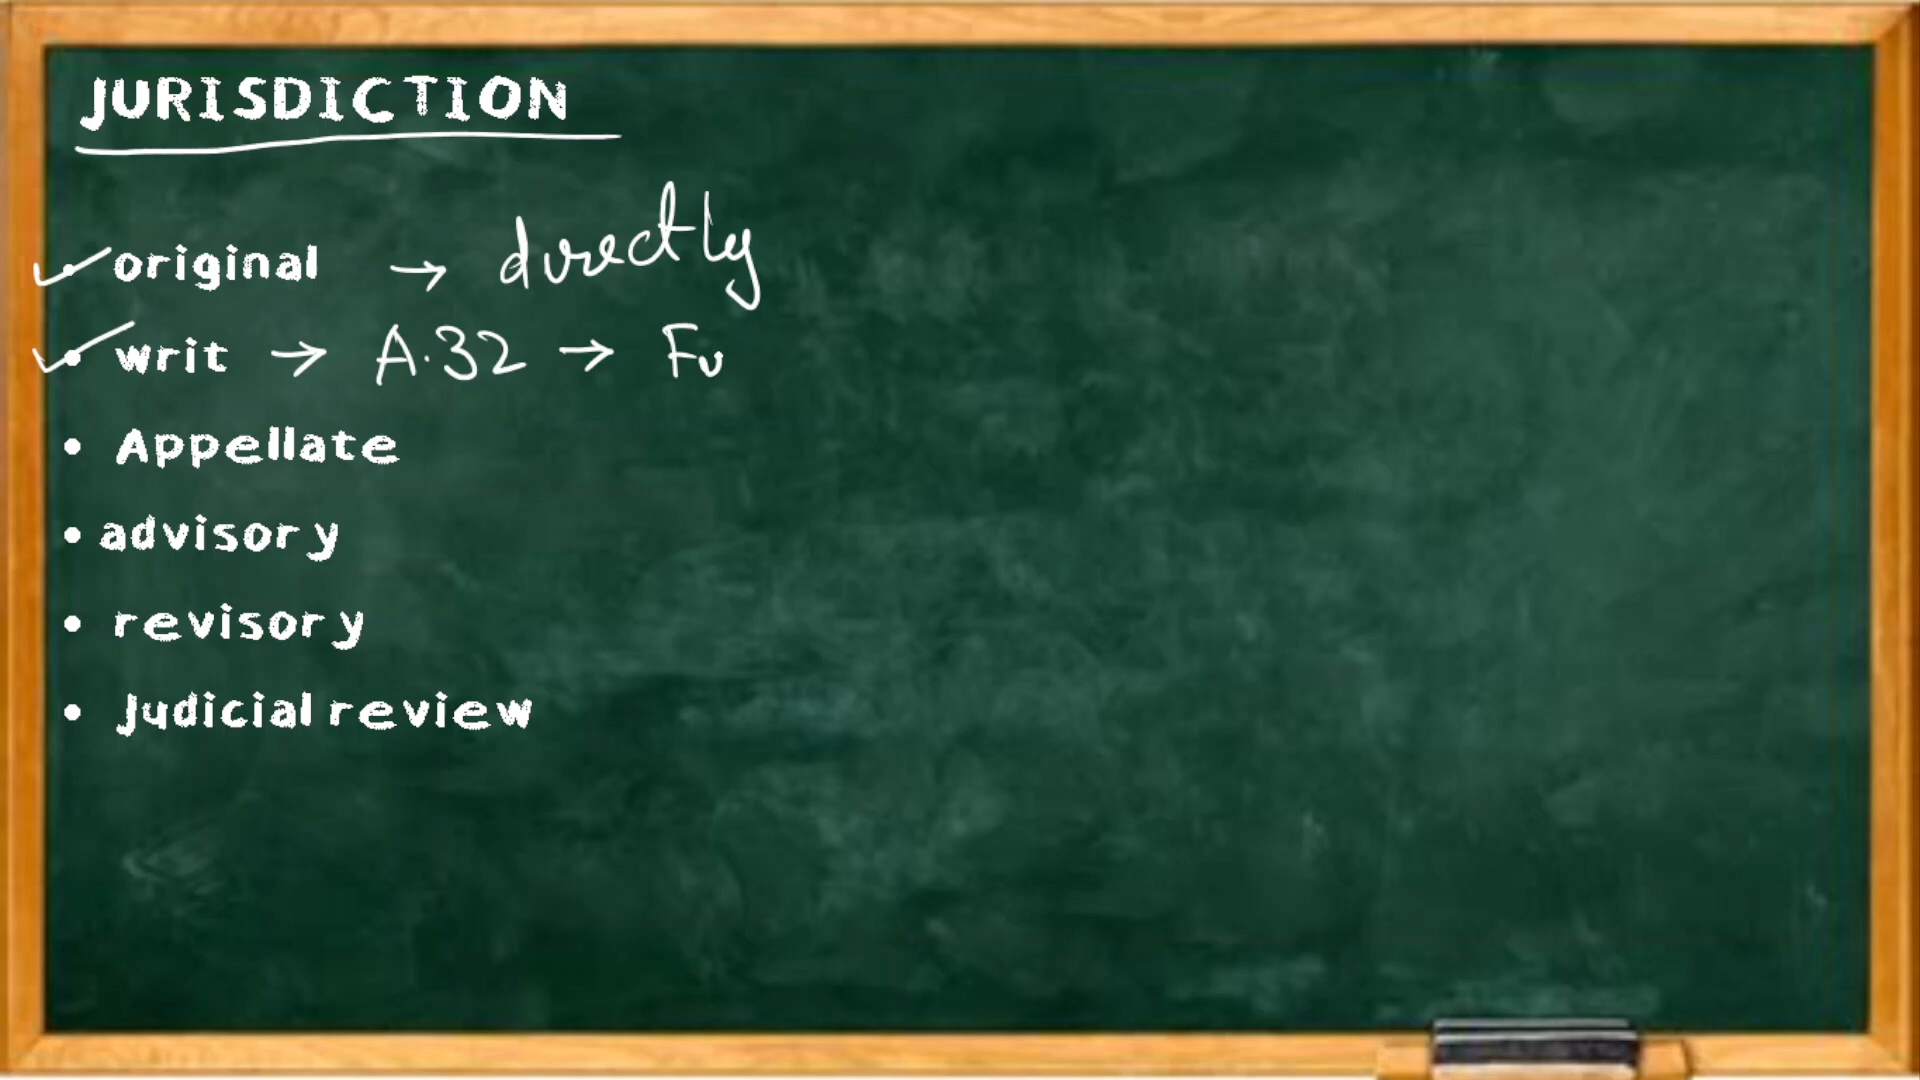 JURISDICTION
• original → directly
• writ → A.32 → Fu
• Appellate
• advisory
• revisory
• Judicial review